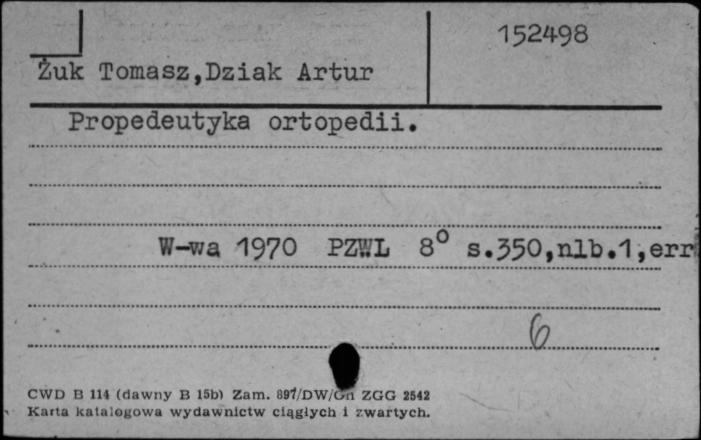 152498
Żuk Tomasz,Dziak Artur
Propedeutyka ortopedii.
W-wa 1970 PZWL 8° s.350,nlb.1,err
6
CWD B 114 (dawny B 15b) Zam. 897/DW/Gn ZGG 2542
Karta katalogowa wydawnictw ciągłych i zwartych.